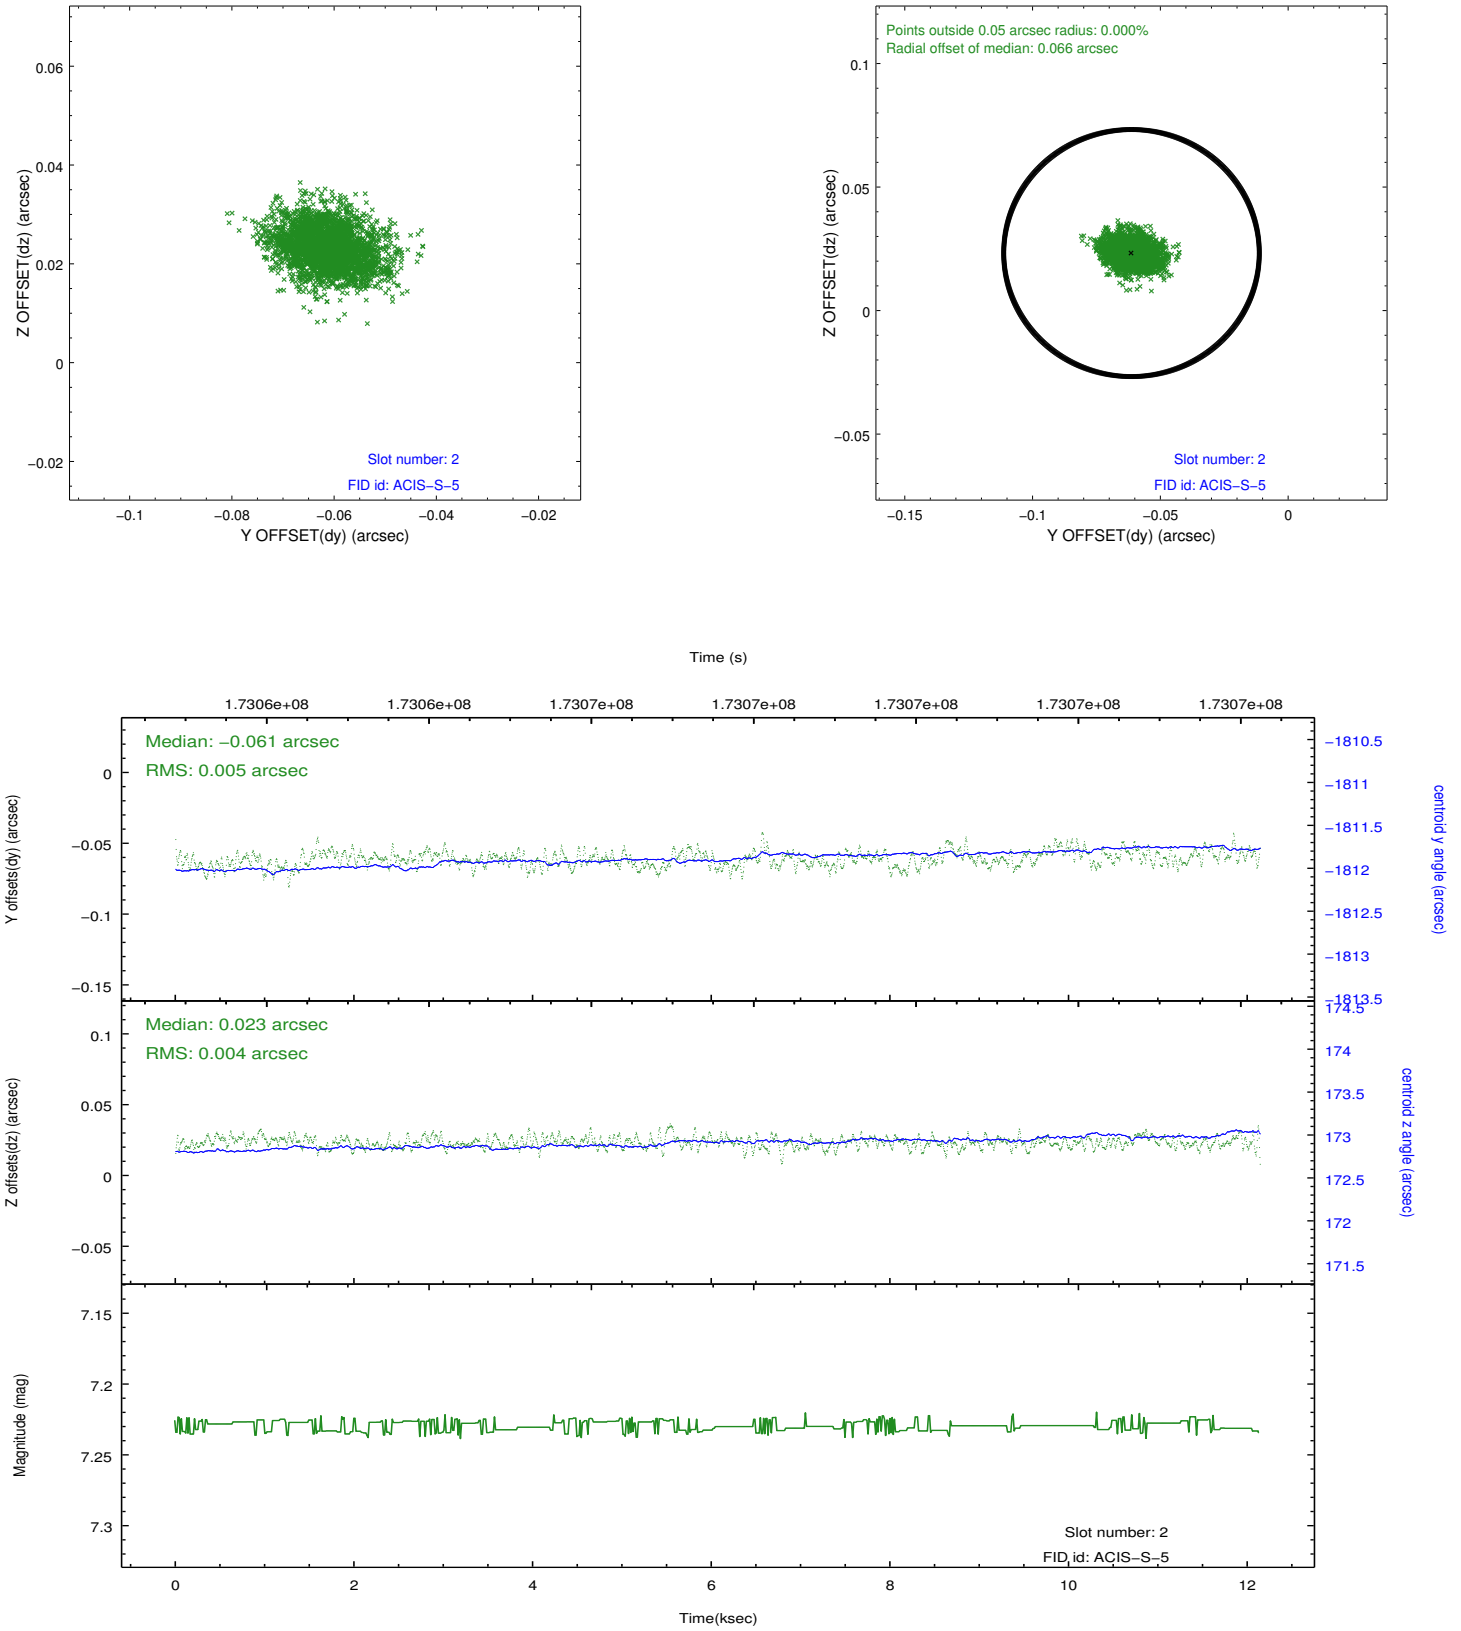 0.06
0.04
0.02
0
−0.02
Z OFFSET(dz) (arcsec)
Slot number: 2
FID id: ACIS−S−5
−0.1
−0.08
−0.06
−0.04
−0.02
Y OFFSET(dy) (arcsec)
Points outside 0.05 arcsec radius: 0.000%
Radial offset of median: 0.066 arcsec
0.1
0.05
0
−0.05
Z OFFSET(dz) (arcsec)
Slot number: 2
FID id: ACIS−S−5
−0.15
−0.1
−0.05
0
Y OFFSET(dy) (arcsec)
Time (s)
1.7306e+08
1.7306e+08
1.7307e+08
1.7307e+08
1.7307e+08
1.7307e+08
1.7307e+08
Median: −0.061 arcsec
RMS: 0.005 arcsec
0
−0.05
−0.1
−0.15
Y offsets(dy) (arcsec)
−1810.5
−1811
−1811.5
−1812
−1812.5
−1813
−1813.5
centroid y angle (arcsec)
Median: 0.023 arcsec
RMS: 0.004 arcsec
0.1
0.05
0
−0.05
Z offsets(dz) (arcsec)
174.5
174
173.5
173
172.5
172
171.5
centroid z angle (arcsec)
7.15
7.2
7.25
7.3
Magnitude (mag)
Slot number: 2
FID id: ACIS−S−5
0
2
4
6
8
10
12
Time(ksec)